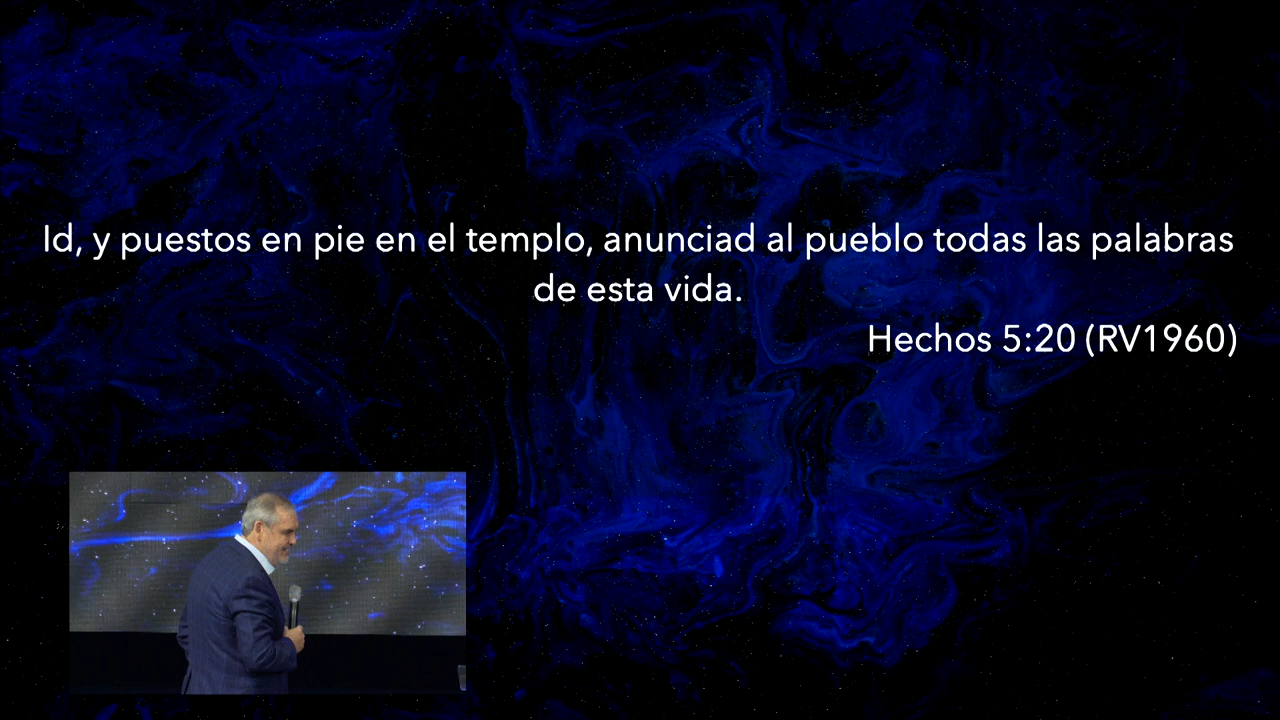 Id, y puestos en pie en el templo, anunciad al pueblo todas las palabras
de esta vida.
Hechos 5:20 (RV1960)